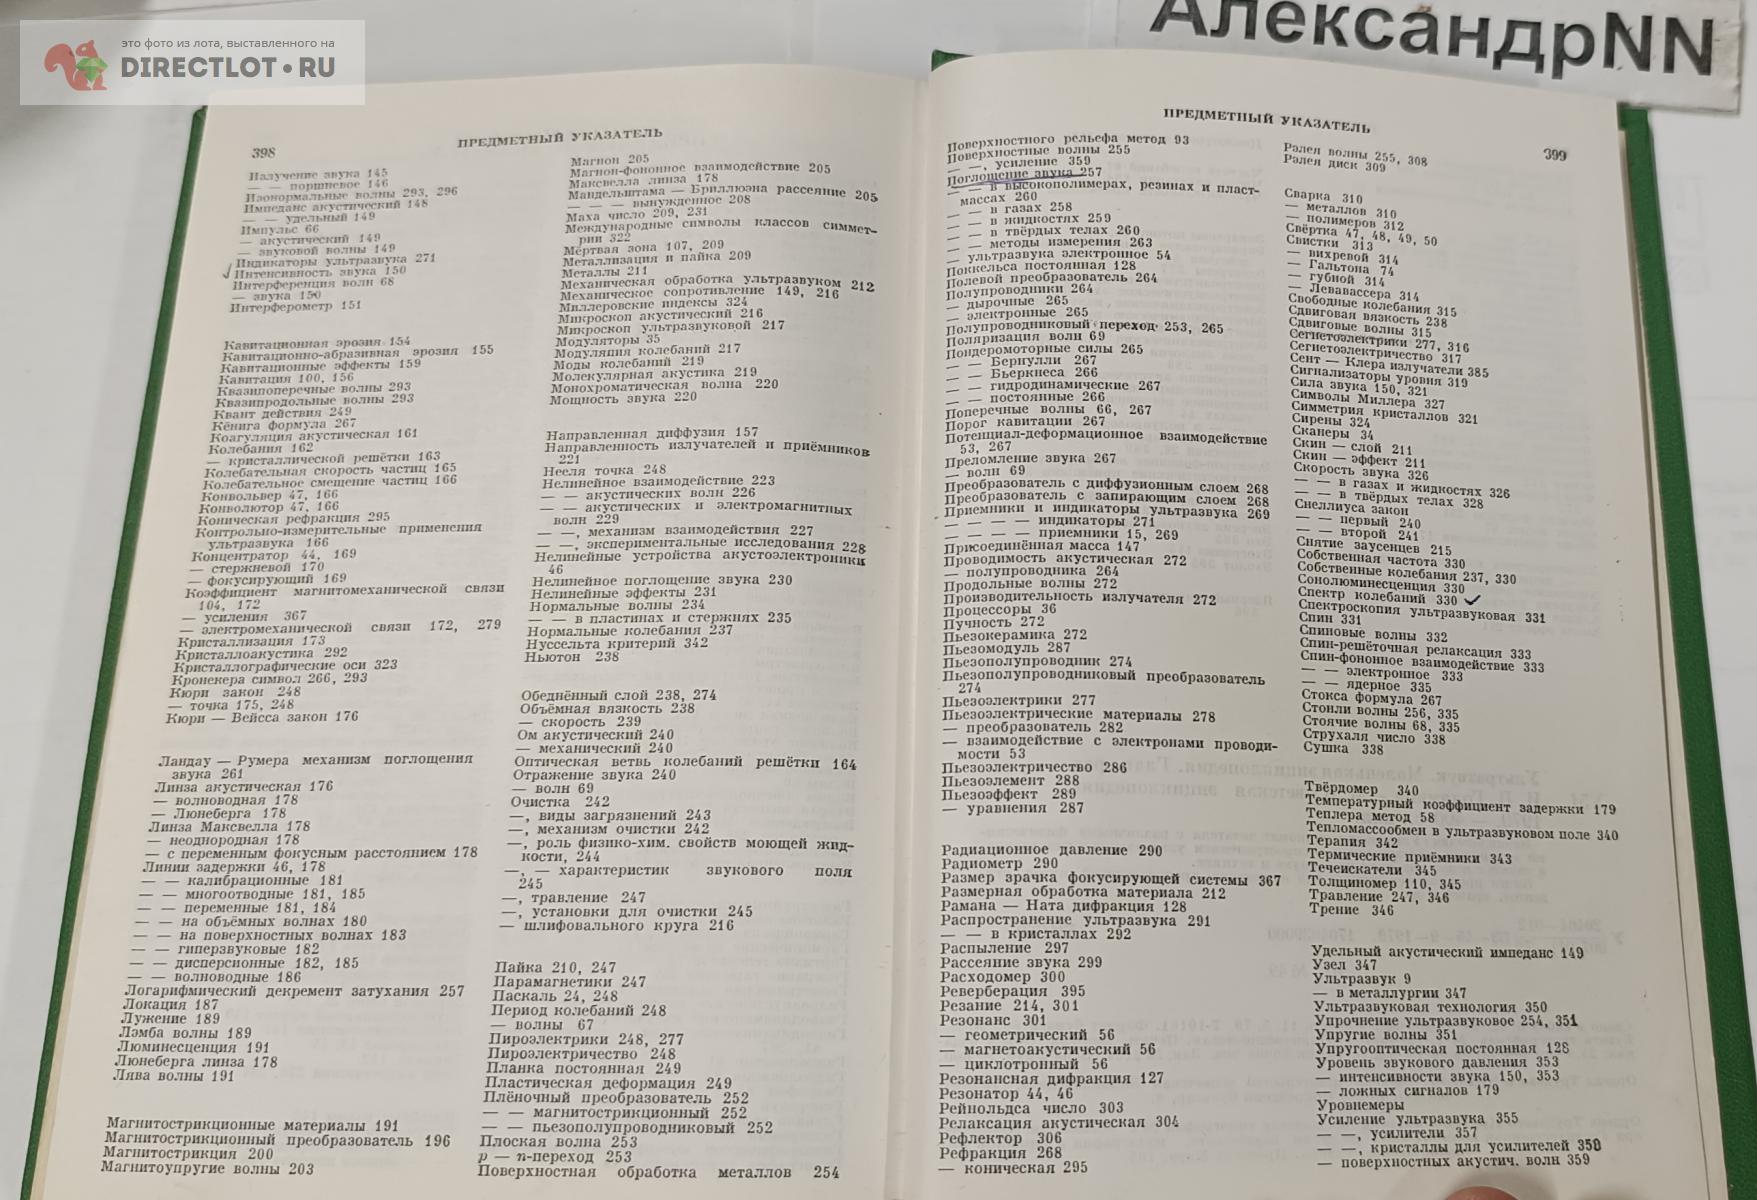 это фото из лота, выставленного на
DIRECTLOT.RU
АлександрNN
398
ПРЕДМЕТНЫЙ УКАЗАТЕЛЬ
Излучение звука 145
— — поршневое 146
Изонормальные волны 293, 296
Импеданс акустический 148
— — удельный 149
Импульс 66
— акустический 149
— звуковой волны 149
Индикаторы ультразвука 271
Интенсивность звука 150
Интерференция волн 68
— звука 150
Интерферометр 151
Кавитационная эрозия 154
Кавитационно-абразивная эрозия 155
Кавитационные эффекты 159
Кавитация 100, 156
Квазипоперечные волны 293
Квазипродольные волны 293
Квант действия 249
Кёнига формула 267
Коагуляция акустическая 161
Колебания 162
— кристаллической решётки 163
Колебательная скорость частиц 165
Колебательное смещение частиц 166
Конвольвер 47, 166
Конволютор 47, 166
Коническая рефракция 295
Контрольно-измерительные применения
ультразвука 166
Концентратор 44, 169
— стержневой 170
— фокусирующий 169
Коэффициент магнитомеханической связи
104, 172
— усиления 367
— электромеханической связи 172, 279
Кристаллизация 173
Кристаллоакустика 292
Кристаллографические оси 323
Кронекера символ 266, 293
Кюри закон 248
— точка 175, 248
Кюри — Вейсса закон 176
Ландау — Румера механизм поглощения
звука 261
Линза акустическая 176
— волноводная 178
— Люнеберга 178
Линза Максвелла 178
— неоднородная 178
— с переменным фокусным расстоянием 178
Линии задержки 46, 178
— — калибрационные 181
— — многоотводные 181, 185
— — переменные 181, 184
— — на объёмных волнах 180
— — на поверхностных волнах 183
— — гиперзвуковые 182
— — дисперсионные 182, 185
— — волноводные 186
Логарифмический декремент затухания 257
Локация 187
Лужение 189
Лэмба волны 189
Люминесценция 191
Люнеберга линза 178
Лява волны 191
Магнитострикционные материалы 191
Магнитострикционный преобразователь 196
Магнитострикция 200
Магнитоупругие волны 203
Магнон 205
Магнон-фононное взаимодействие 205
Максвелла линза 178
Мандельштама — Бриллюэна рассеяние 205
— — — вынужденное 208
Маха число 209, 231
Международные символы классов симмет-
рии 322
Мёртвая зона 107, 209
Металлизация и пайка 209
Металлы 211
Механическая обработка ультразвуком 212
Механическое сопротивление 149, 216
Миллеровские индексы 324
Микроскоп акустический 216
Микроскоп ультразвуковой 217
Модуляторы 35
Модуляция колебаний 217
Моды колебаний 219
Молекулярная акустика 219
Монохроматическая волна 220
Мощность звука 220
Направленная диффузия 157
Направленность излучателей и приёмников
221
Нееля точка 248
Нелинейное взаимодействие 223
— — акустических волн 226
— — акустических и электромагнитных
волн 229
— —, механизм взаимодействия 227
— —, экспериментальные исследования 228
Нелинейные устройства акустоэлектроники
46
Нелинейное поглощение звука 230
Нелинейные эффекты 231
Нормальные волны 234
— — в пластинах и стержнях 235
Нормальные колебания 237
Нуссельта критерий 342
Ньютон 238
Обеднённый слой 238, 274
Объёмная вязкость 238
— скорость 239
Ом акустический 240
— механический 240
Оптическая ветвь колебаний решётки 164
Отражение звука 240
— волн 69
Очистка 242
—, виды загрязнений 243
—, механизм очистки 242
—, роль физико-хим. свойств моющей жид-
кости, 244
—, — характеристик звукового поля
245
—, травление 247
—, установки для очистки 245
— шлифовального круга 216
Пайка 210, 247
Парамагнетики 247
Паскаль 24, 248
Период колебаний 248
— волны 67
Пироэлектрики 248, 277
Пироэлектричество 248
Планка постоянная 249
Пластическая деформация 249
Плёночный преобразователь 252
— — магнитострикционный 252
— — пьезополупроводниковый 252
Плоская волна 253
p — n-переход 253
Поверхностная обработка металлов 254
ПРЕДМЕТНЫЙ УКАЗАТЕЛЬ
399
Поверхностного рельефа метод 93
Поверхностные волны 255
— —, усиление 359
Поглощение звука 257
— — в высокополимерах, резинах и пласт-
массах 260
— — в газах 258
— — в жидкостях 259
— — в твёрдых телах 260
— — методы измерения 263
— ультразвука электронное 54
Поккельса постоянная 128
Полевой преобразователь 264
Полупроводники 264
— дырочные 265
— электронные 265
Полупроводниковый переход 253, 265
Поляризация волн 69
Пондеромоторные силы 265
— — Бернулли 267
— — Бьеркнеса 266
— — гидродинамические 267
— — постоянные 266
Поперечные волны 66, 267
Порог кавитации 267
Потенциал-деформационное взаимодействие
53, 267
Преломление звука 267
— волн 69
Преобразователь с диффузионным слоем 268
Преобразователь с запирающим слоем 268
Приемники и индикаторы ультразвука 269
— — — — индикаторы 271
— — — — приемники 15, 269
Присоединённая масса 147
Проводимость акустическая 272
— полупроводника 264
Продольные волны 272
Производительность излучателя 272
Процессоры 36
Пучность 272
Пьезокерамика 272
Пьезомодуль 287
Пьезополупроводник 274
Пьезополупроводниковый преобразователь
274
Пьезоэлектрики 277
Пьезоэлектрические материалы 278
— преобразователь 282
— взаимодействие с электронами проводи-
мости 53
Пьезоэлектричество 286
Пьезоэлемент 288
Пьезоэффект 289
— уравнения 287
Радиационное давление 290
Радиометр 290
Размер зрачка фокусирующей системы 367
Размерная обработка материала 212
Рамана — Ната дифракция 128
Распространение ультразвука 291
— — в кристаллах 292
Распыление 297
Рассеяние звука 299
Расходомер 300
Реверберация 395
Резание 214, 301
Резонанс 301
— геометрический 56
— магнетоакустический 56
— циклотронный 56
Резонансная дифракция 127
Резонатор 44, 46
Рейнольдса число 303
Релаксация акустическая 304
Рефлектор 306
Рефракция 268
— коническая 295
Рэлея волны 255, 308
Рэлея диск 309
Сварка 310
— металлов 310
— полимеров 312
Свёртка 47, 48, 49, 50
Свистки 313
— вихревой 314
— Гальтона 74
— губной 314
— Левавассера 314
Свободные колебания 315
Сдвиговая вязкость 238
Сдвиговые волны 315
Сегнетоэлектрики 277, 316
Сегнетоэлектричество 317
Сент — Клера излучатели 385
Сигнализаторы уровня 319
Сила звука 150, 321
Символы Миллера 327
Симметрия кристаллов 321
Сирены 324
Сканеры 34
Скин — слой 211
Скин — эффект 211
Скорость звука 326
— — в газах и жидкостях 326
— — в твёрдых телах 328
Снеллиуса закон
— — первый 240
— — второй 241
Снятие заусенцев 215
Собственная частота 330
Собственные колебания 237, 330
Сонолюминесценция 330
Спектр колебаний 330
Спектроскопия ультразвуковая 331
Спин 331
Спиновые волны 332
Спин-решёточная релаксация 333
Спин-фононное взаимодействие 333
— — электронное 333
— — ядерное 335
Стокса формула 267
Стонли волны 256, 335
Стоячие волны 68, 335
Струхаля число 338
Сушка 338
Твёрдомер 340
Температурный коэффициент задержки 179
Теплера метод 58
Тепломассообмен в ультразвуковом поле 340
Терапия 342
Термические приёмники 343
Течеискатели 345
Толщиномер 110, 345
Травление 247, 346
Трение 346
Удельный акустический импеданс 149
Узел 347
Ультразвук 9
— в металлургии 347
Ультразвуковая технология 350
Упрочнение ультразвуковое 254, 351
Упругие волны 351
Упругооптическая постоянная 128
Уровень звукового давления 353
— интенсивности звука 150, 353
— ложных сигналов 179
Уровнемеры
Усиление ультразвука 355
— —, усилители 357
— —, кристаллы для усилителей 358
— поверхностных акустич. волн 359